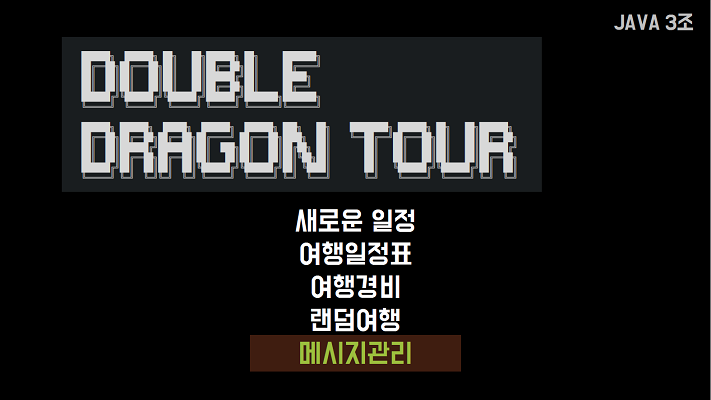 JAVA 3조
DOUBLE
DRAGON TOUR
새로운 일정
여행일정표
여행경비
랜덤여행
메시지관리